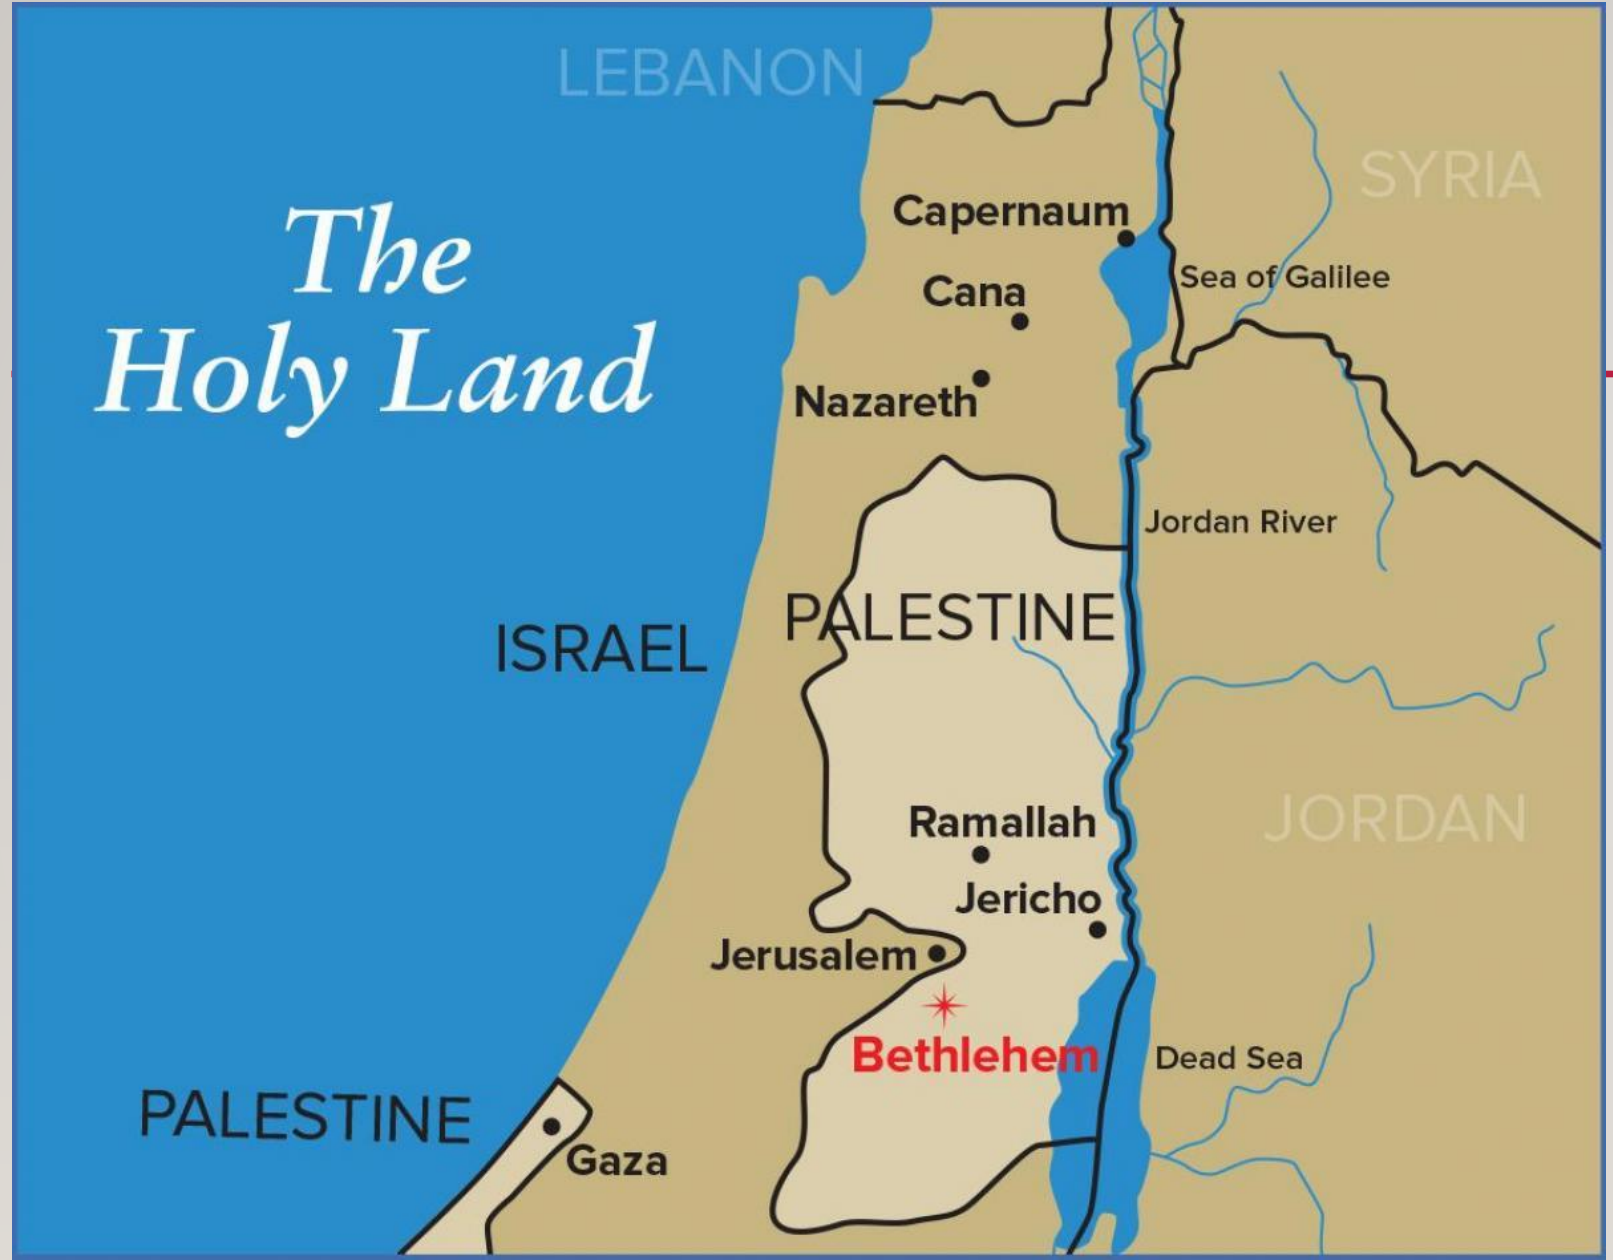 LEBANON
SYRIA
The
Holy Land
Capernaum
Sea of Galilee
Cana
Nazareth
Jordan River
PALESTINE
ISRAEL
Ramallah
JORDAN
Jericho
Jerusalem
Bethlehem
Dead Sea
PALESTINE
Gaza